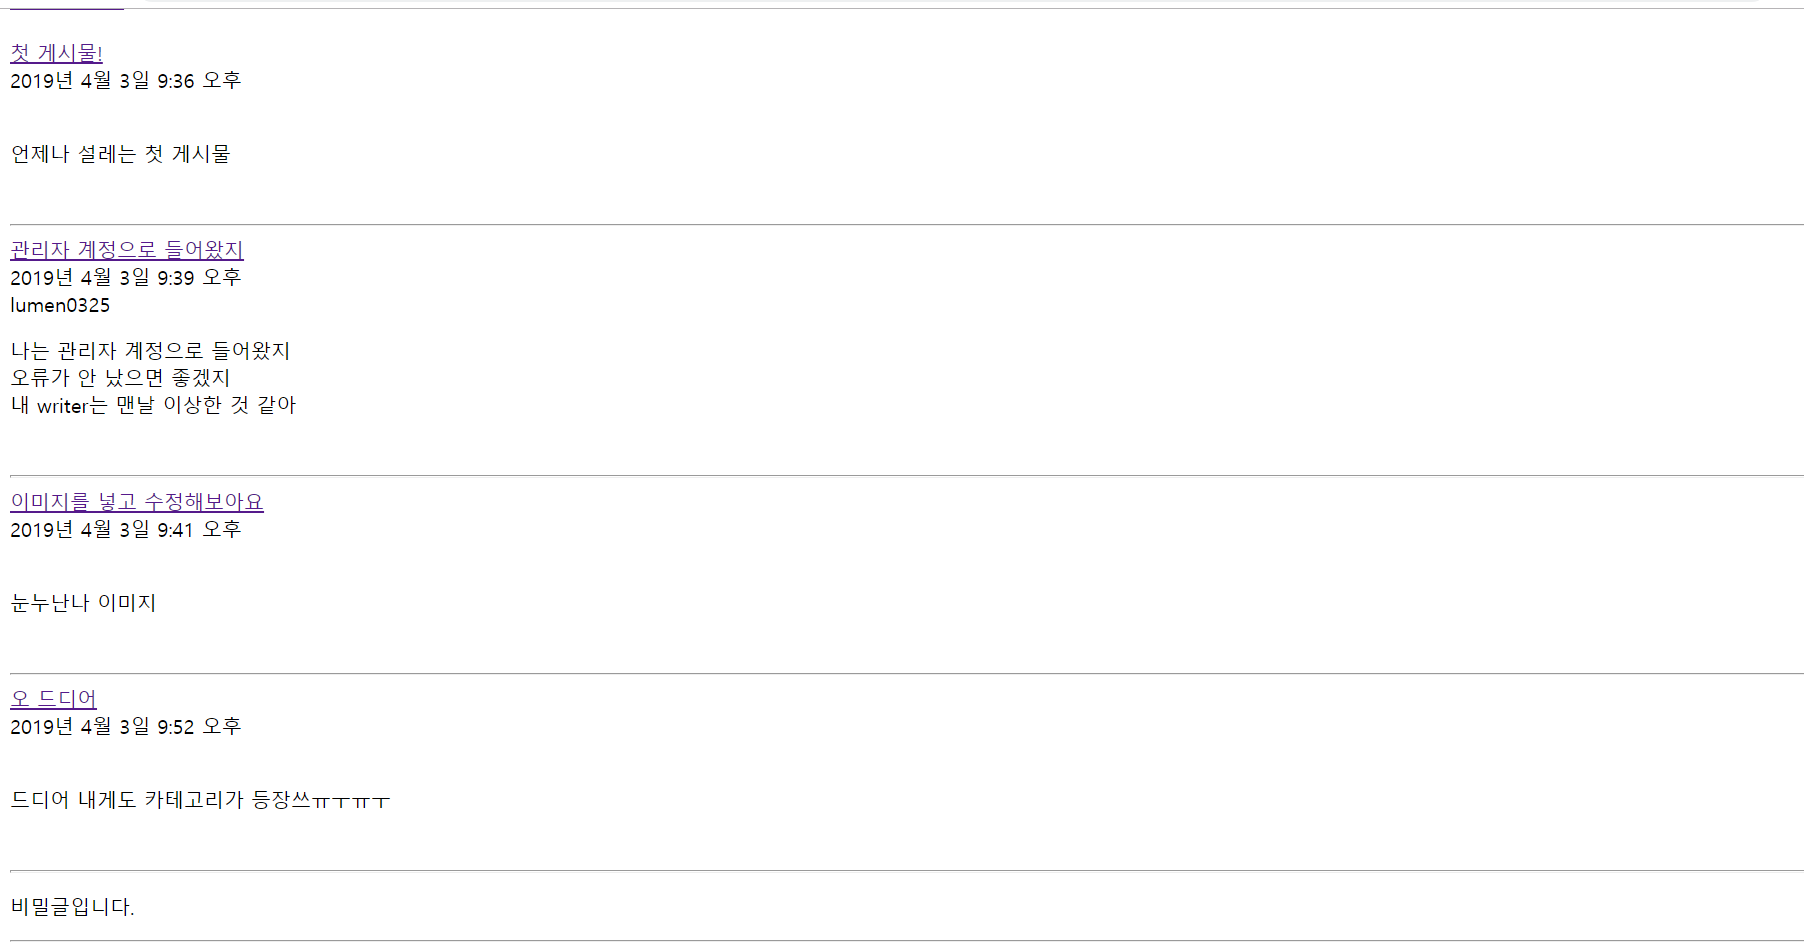 첫 게시물!
2019년 4월 3일 9:36 오후
언제나 설레는 첫 게시물
관리자 계정으로 들어왔지
2019년 4월 3일 9:39 오후
lumen0325
나는 관리자 계정으로 들어왔지
오류가 안 났으면 좋겠지
내 writer는 맨날 이상한 것 같아
이미지를 넣고 수정해보아요
2019년 4월 3일 9:41 오후
눈누난나 이미지
오 드디어
2019년 4월 3일 9:52 오후
드디어 내게도 카테고리가 등장쓰ㅠㅜㅠㅜ
비밀글입니다.